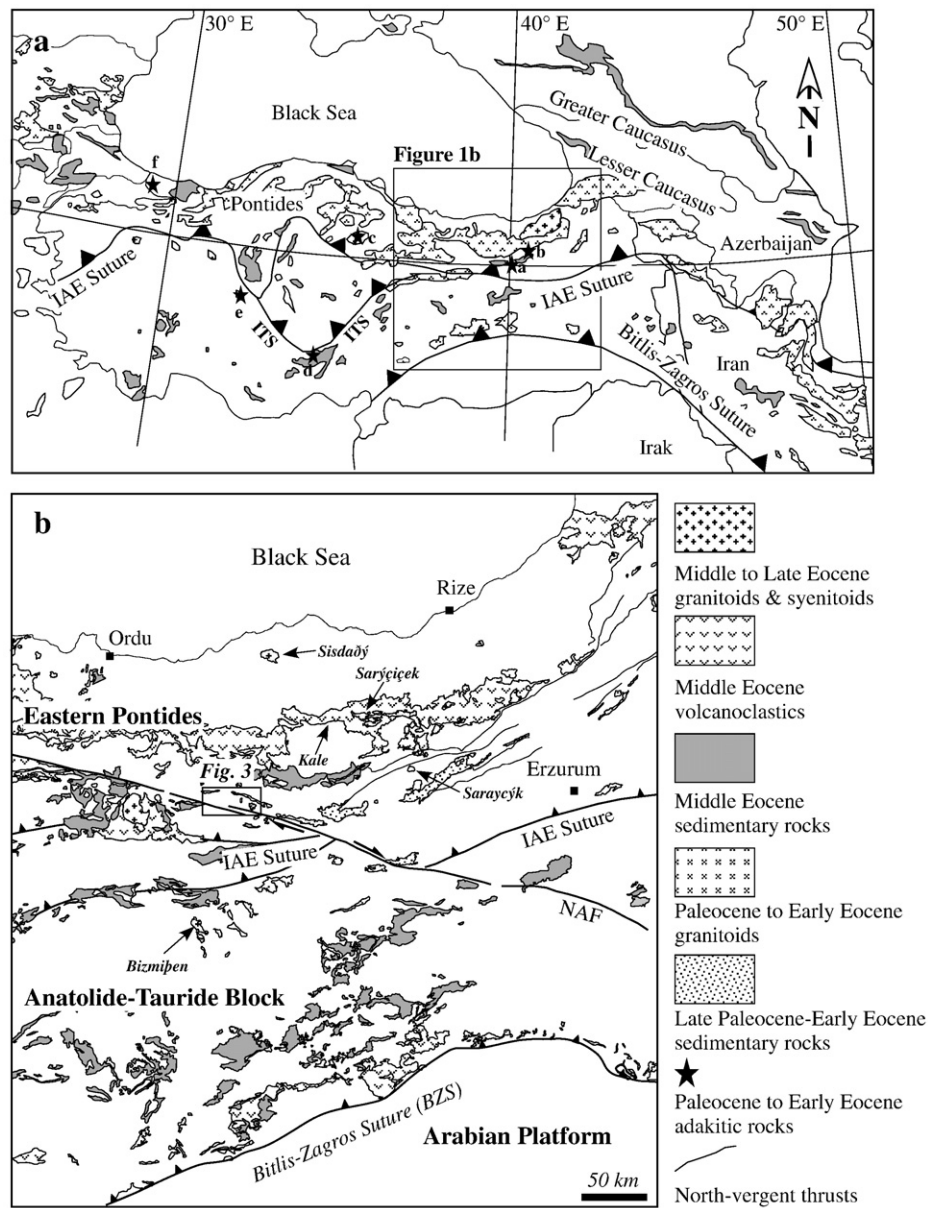 a
30° E
40° E
50° E
N
Black Sea
Greater Caucasus
Lesser Caucasus
Figure 1b
f
Pontides
c
b
a
Azerbaijan
IAE Suture
IAE Suture
e
ITS
ITS
d
Bitlis-Zagros Suture
Iran
Irak
b
Black Sea
Rize
Ordu
Sisdaðý
Sarýçiçek
Eastern Pontides
Kale
Fig. 3
Erzurum
Saraycýk
IAE Suture
IAE Suture
NAF
Bizmiþen
Anatolide-Tauride Block
Bitlis-Zagros Suture (BZS)
Arabian Platform
50 km
Middle to Late Eocene
granitoids & syenitoids
Middle Eocene
volcanoclastics
Middle Eocene
sedimentary rocks
Paleocene to Early Eocene
granitoids
Late Paleocene-Early Eocene
sedimentary rocks
Paleocene to Early Eocene
adakitic rocks
North-vergent thrusts